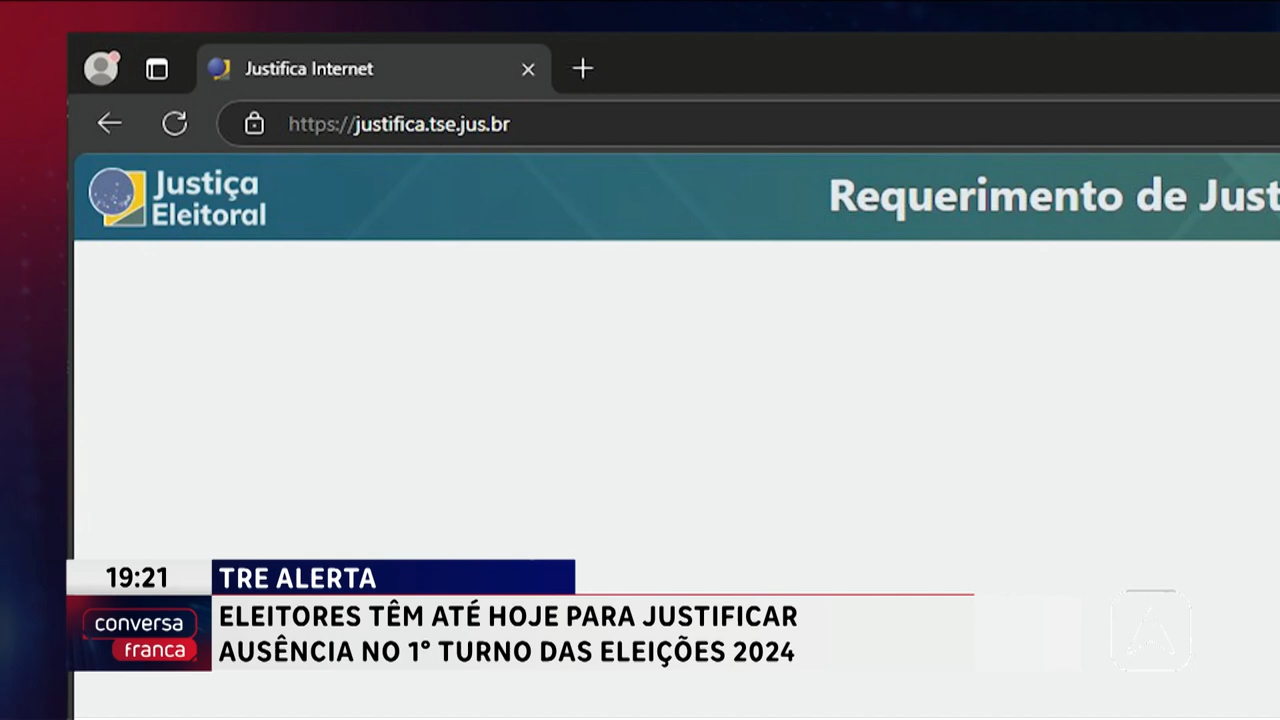 Justifica Internet
https://justifica.tse.jus.br
Justiça
Eleitoral
Requerimento de Just
19:21
TRE ALERTA
conversa
franca
ELEITORES TÊM ATÉ HOJE PARA JUSTIFICAR
AUSÊNCIA NO 1° TURNO DAS ELEIÇÕES 2024